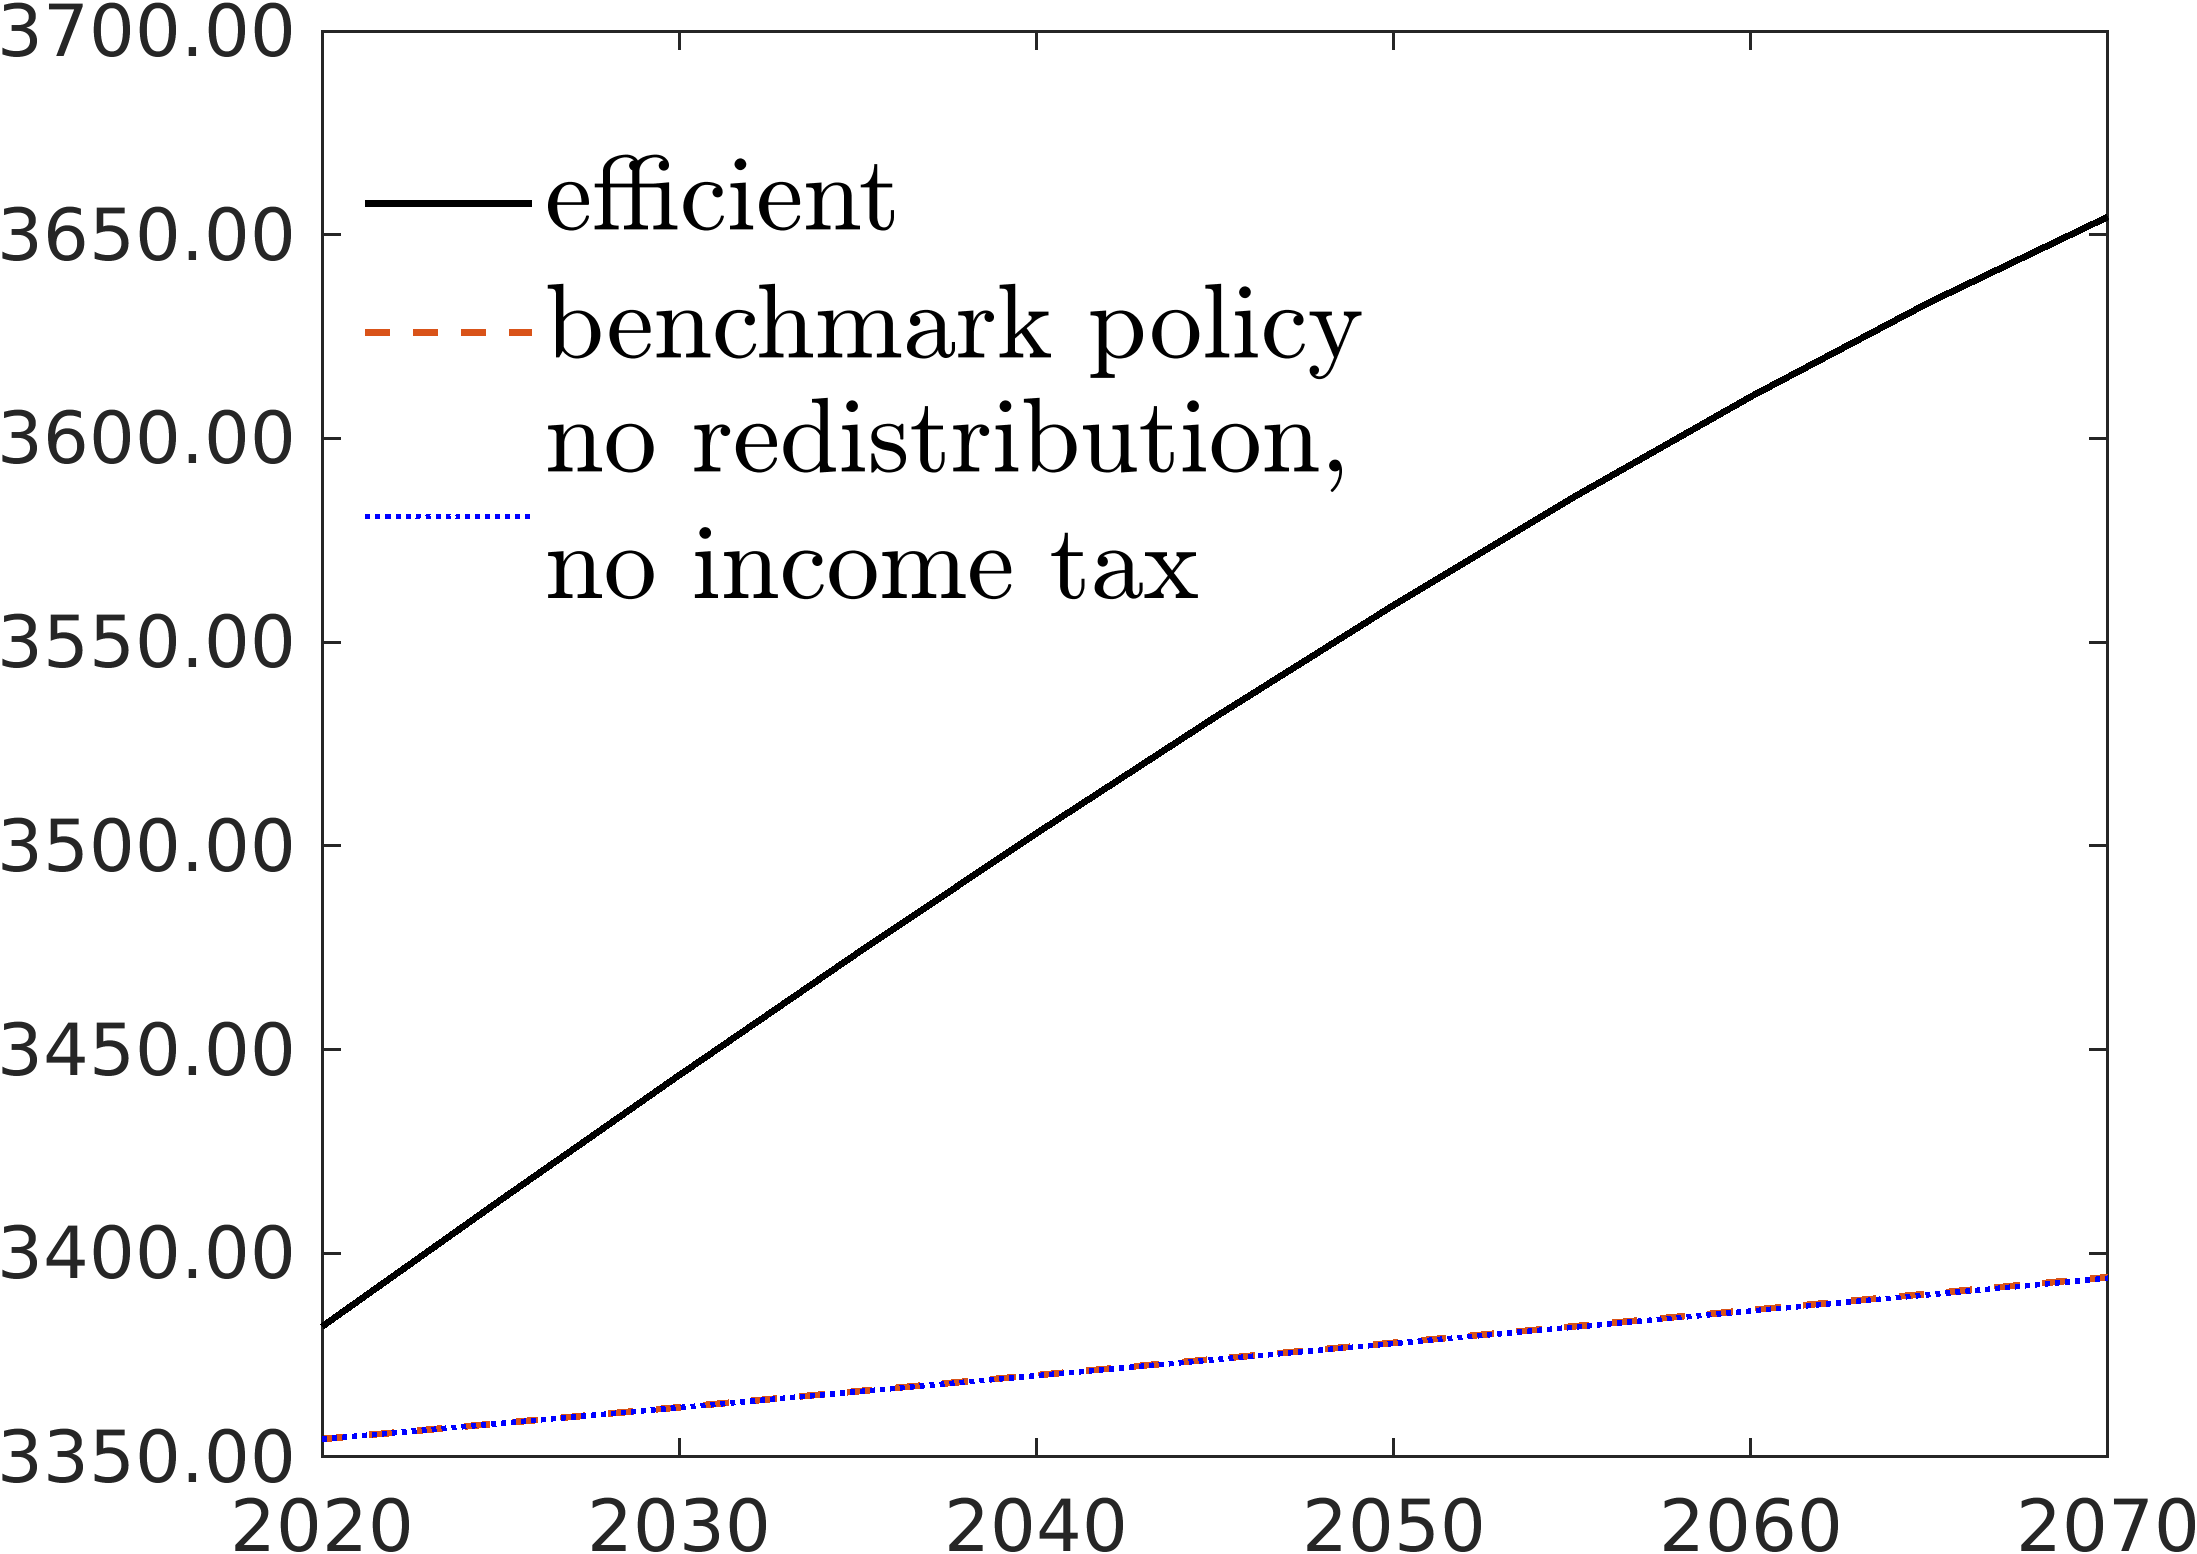 3700.00
efficient
3650.00
benchmark policy
3600.00
no redistribution,
no income tax
3550.00
3500.00
3450.00
3400.00
3350.00
2020 2030 2040 2050 2060 2070